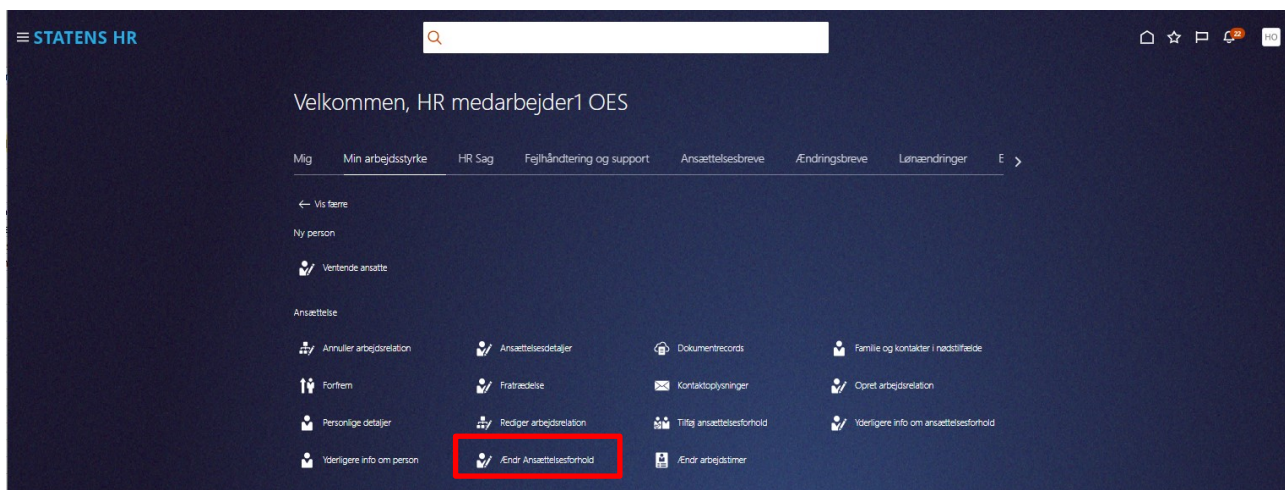 STATENS HR
22
HO
Velkommen, HR medarbejder1 OES
Mig Min arbejdsstyrke HR Sag Fejlhåndtering og support Ansættelsesbreve Ændringsbreve Lønændringer
Vis færre
Ny person
Ventende ansatte
Ansættelse
Annuller arbejdsrelation Ansættelsesdetaljer Dokumentrecords Familie og kontakter i nødstilfælde
Forfrem Fratrædelse Kontaktoplysninger Opret arbejdsrelation
Personlige detaljer Rediger arbejdsrelation Tilføj ansættelsesforhold Yderligere info om ansættelsesforhold
Yderligere info om person Ændr Ansættelsesforhold Ændr arbejdstimer